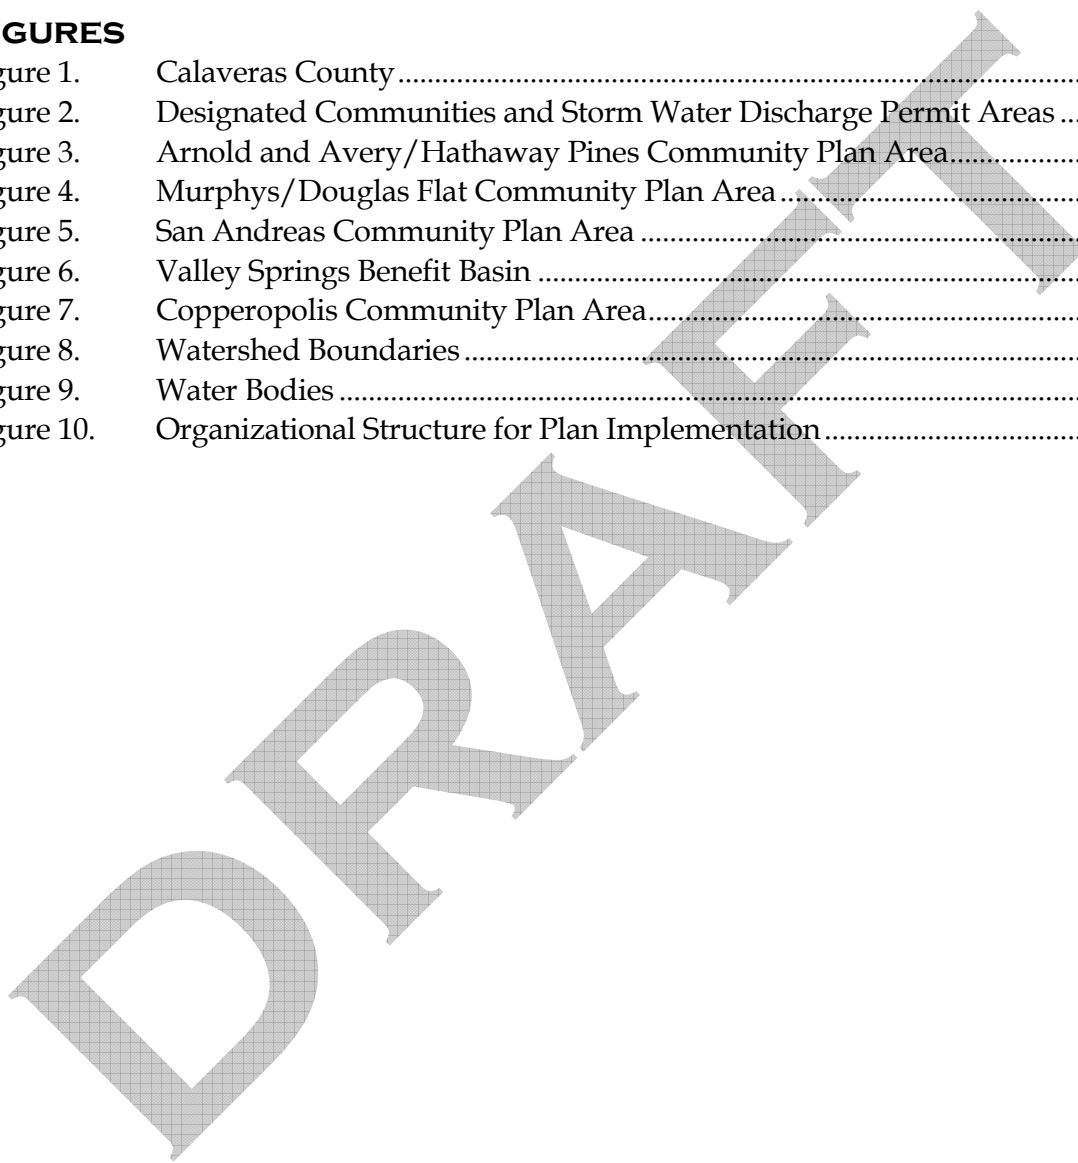 GURES
gure 1. Calaveras County
gure 2. Designated Communities and Storm Water Discharge Permit Areas
gure 3. Arnold and Avery/Hathaway Pines Community Plan Area
gure 4. Murphys/Douglas Flat Community Plan Area
gure 5. San Andreas Community Plan Area
gure 6. Valley Springs Benefit Basin
gure 7. Copperopolis Community Plan Area
gure 8. Watershed Boundaries
gure 9. Water Bodies
gure 10. Organizational Structure for Plan Implementation
DRAFT